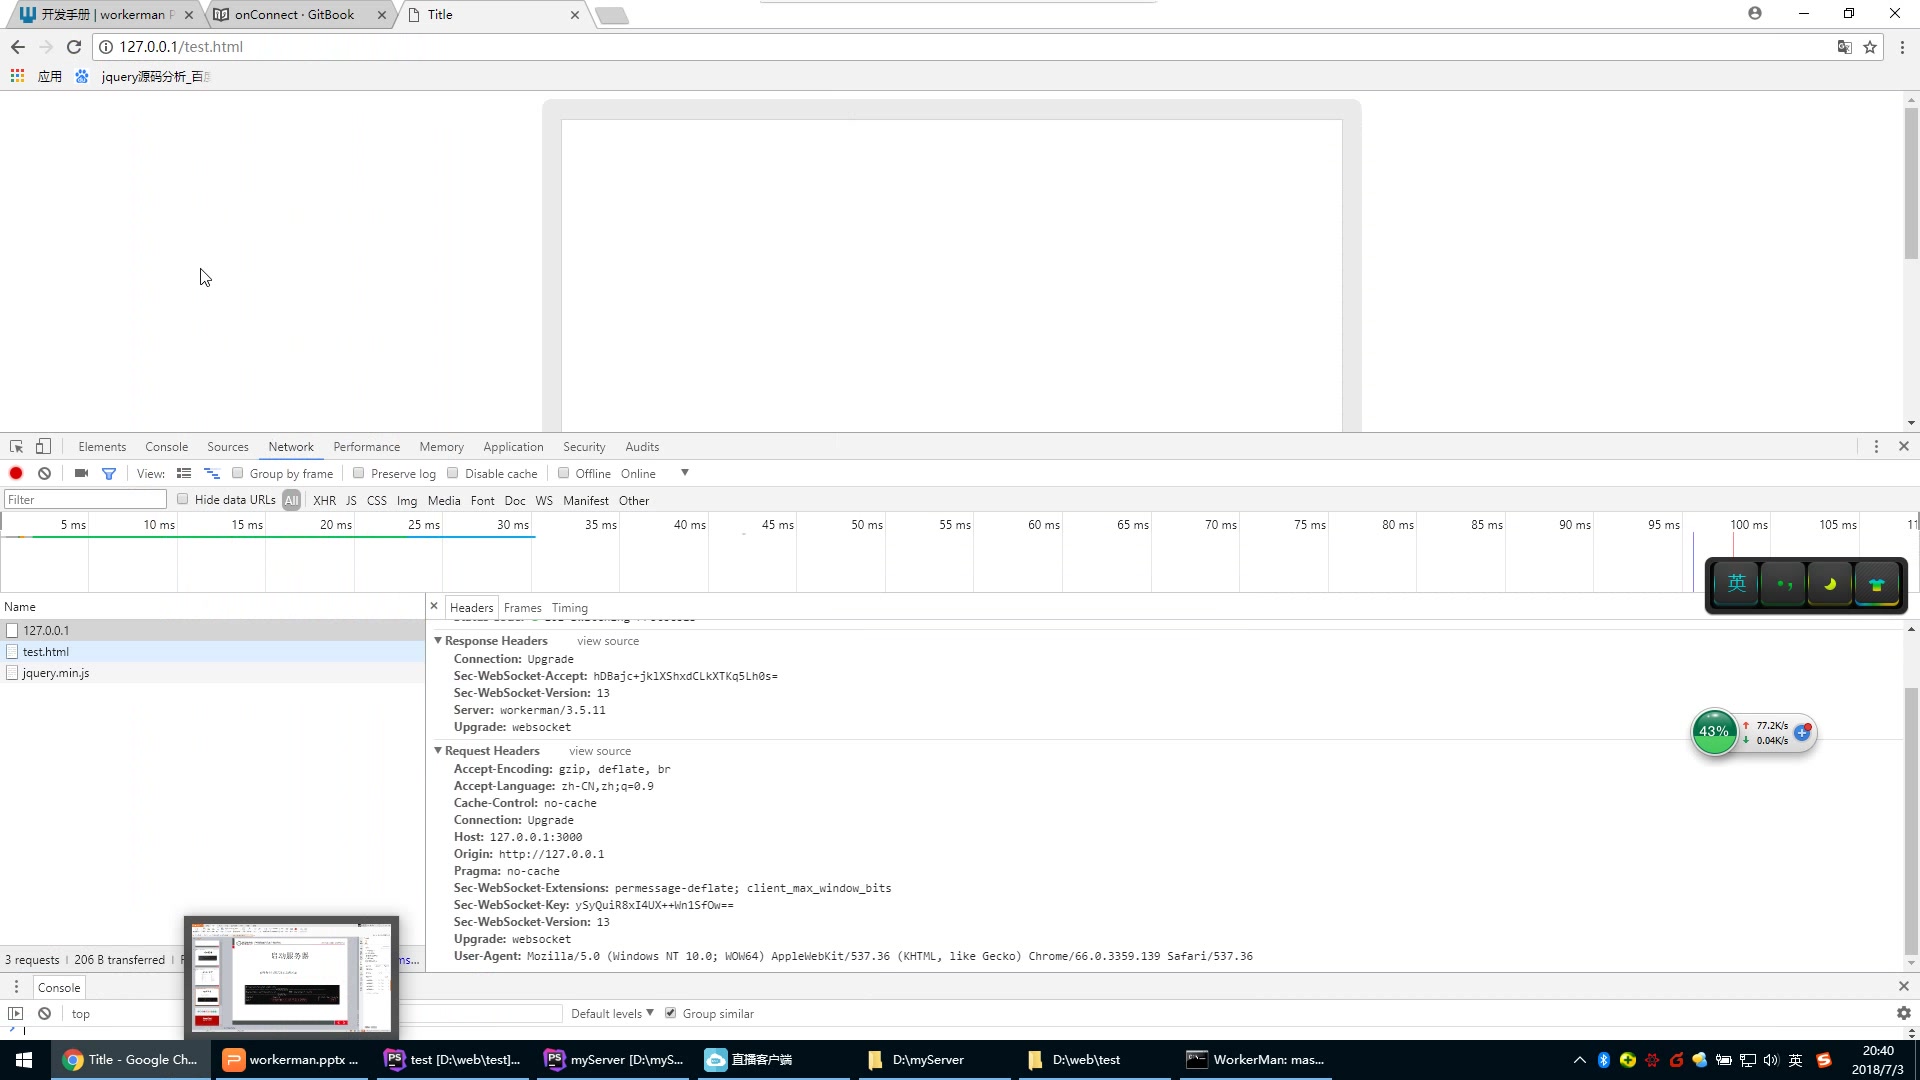 开发手册 | workerman P
onConnect · GitBook
Title
127.0.0.1/test.html
应用
jquery源码分析_百
Elements Console Sources Network Performance Memory Application Security Audits
View: Group by frame Preserve log Disable cache Offline Online
Filter Hide data URLs All XHR JS CSS Img Media Font Doc WS Manifest Other
5 ms 10 ms 15 ms 20 ms 25 ms 30 ms 35 ms 40 ms 45 ms 50 ms 55 ms 60 ms 65 ms 70 ms 75 ms 80 ms 85 ms 90 ms 95 ms 100 ms 105 ms 11
英
Name
127.0.0.1
test.html
jquery.min.js
Headers Frames Timing
Response Headers view source
Connection: Upgrade
Sec-WebSocket-Accept: hDBajc+jklXShxdCLkXTKq5Lh0s=
Sec-WebSocket-Version: 13
Server: workerman/3.5.11
Upgrade: websocket
Request Headers view source
Accept-Encoding: gzip, deflate, br
Accept-Language: zh-CN,zh;q=0.9
Cache-Control: no-cache
Connection: Upgrade
Host: 127.0.0.1:3000
Origin: http://127.0.0.1
Pragma: no-cache
Sec-WebSocket-Extensions: permessage-deflate; client_max_window_bits
Sec-WebSocket-Key: ySyQuiR8xI4UX++Wn1SfOw==
Sec-WebSocket-Version: 13
Upgrade: websocket
User-Agent: Mozilla/5.0 (Windows NT 10.0; WOW64) AppleWebKit/537.36 (KHTML, like Gecko) Chrome/66.0.3359.139 Safari/537.36
43%
77.2K/s
0.04K/s
3 requests | 206 B transferred | F
ms...
启动服务器
Console
top Default levels Group similar
Title - Google Ch...
workerman.pptx ...
test [D:\web\test]...
myServer [D:\myS...
直播客户端
D:\myServer
D:\web\test
WorkerMan: mas...
英
20:40
2018/7/3